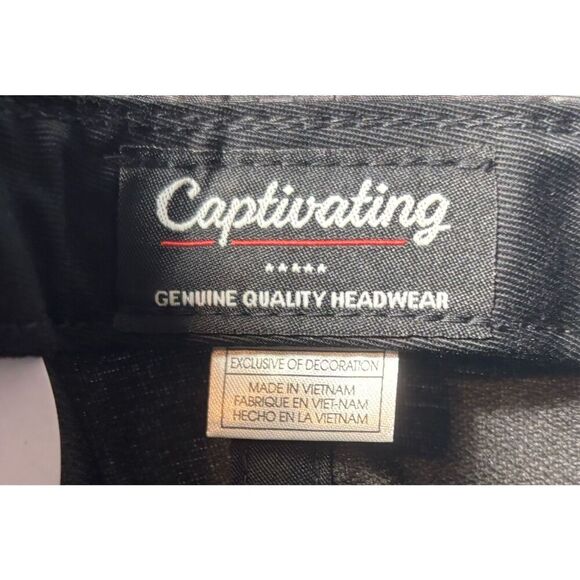 Captivating
★★★★★
GENUINE QUALITY HEADWEAR
EXCLUSIVE OF DECORATION
MADE IN VIETNAM
FABRIQUE EN VIET-NAM
HECHO EN LA VIETNAM